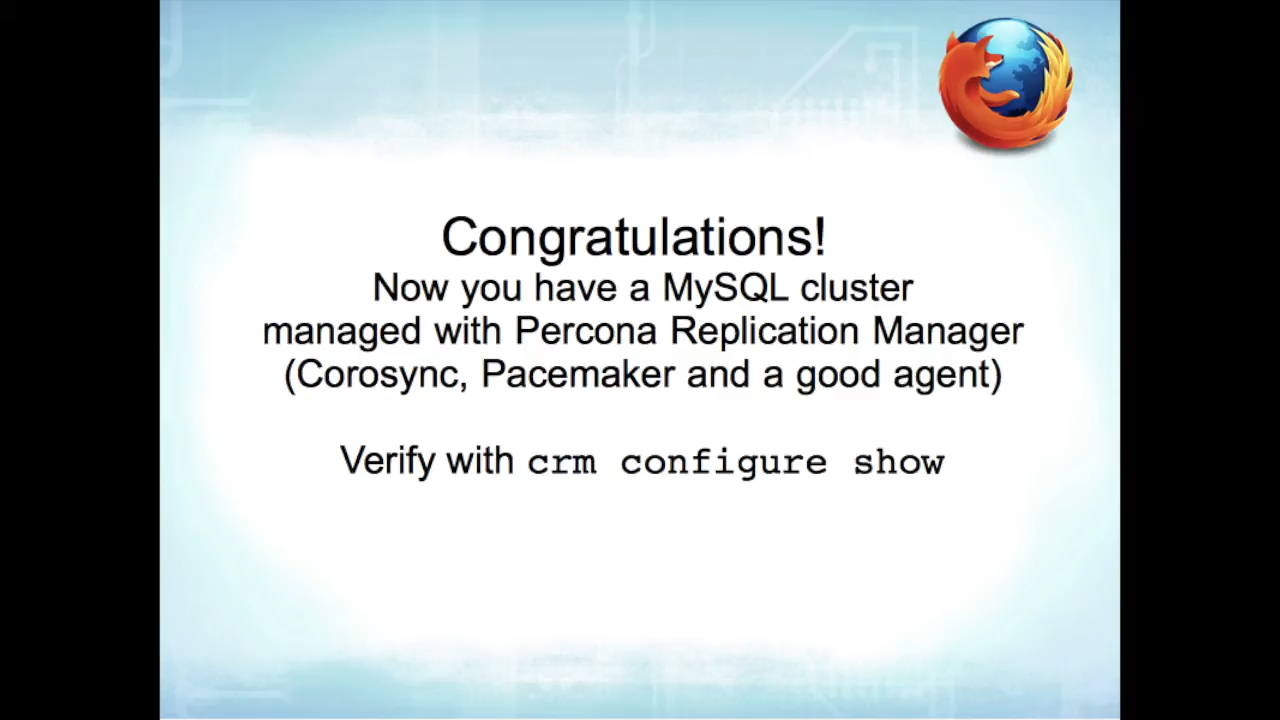 Congratulations!
Now you have a MySQL cluster
managed with Percona Replication Manager
(Corosync, Pacemaker and a good agent)
Verify with crm configure show